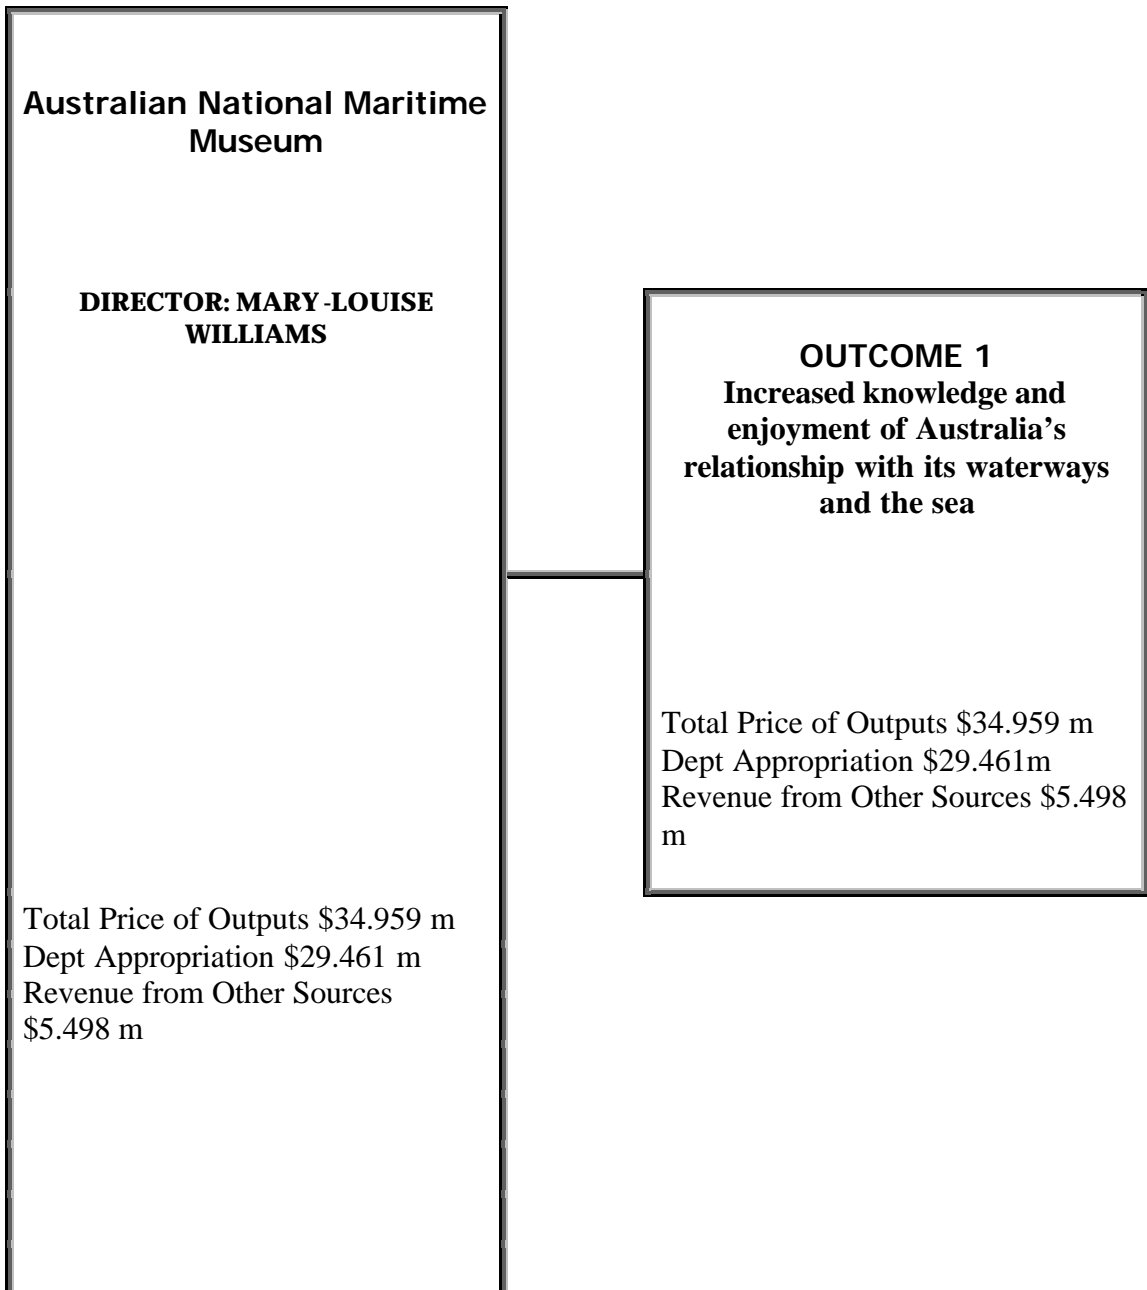 Australian National Maritime
Museum
DIRECTOR: MARY-LOUISE
WILLIAMS
Total Price of Outputs $34.959 m
Dept Appropriation $29.461 m
Revenue from Other Sources
$5.498 m
OUTCOME 1
Increased knowledge and
enjoyment of Australia’s
relationship with its waterways
and the sea
Total Price of Outputs $34.959 m
Dept Appropriation $29.461m
Revenue from Other Sources $5.498
m